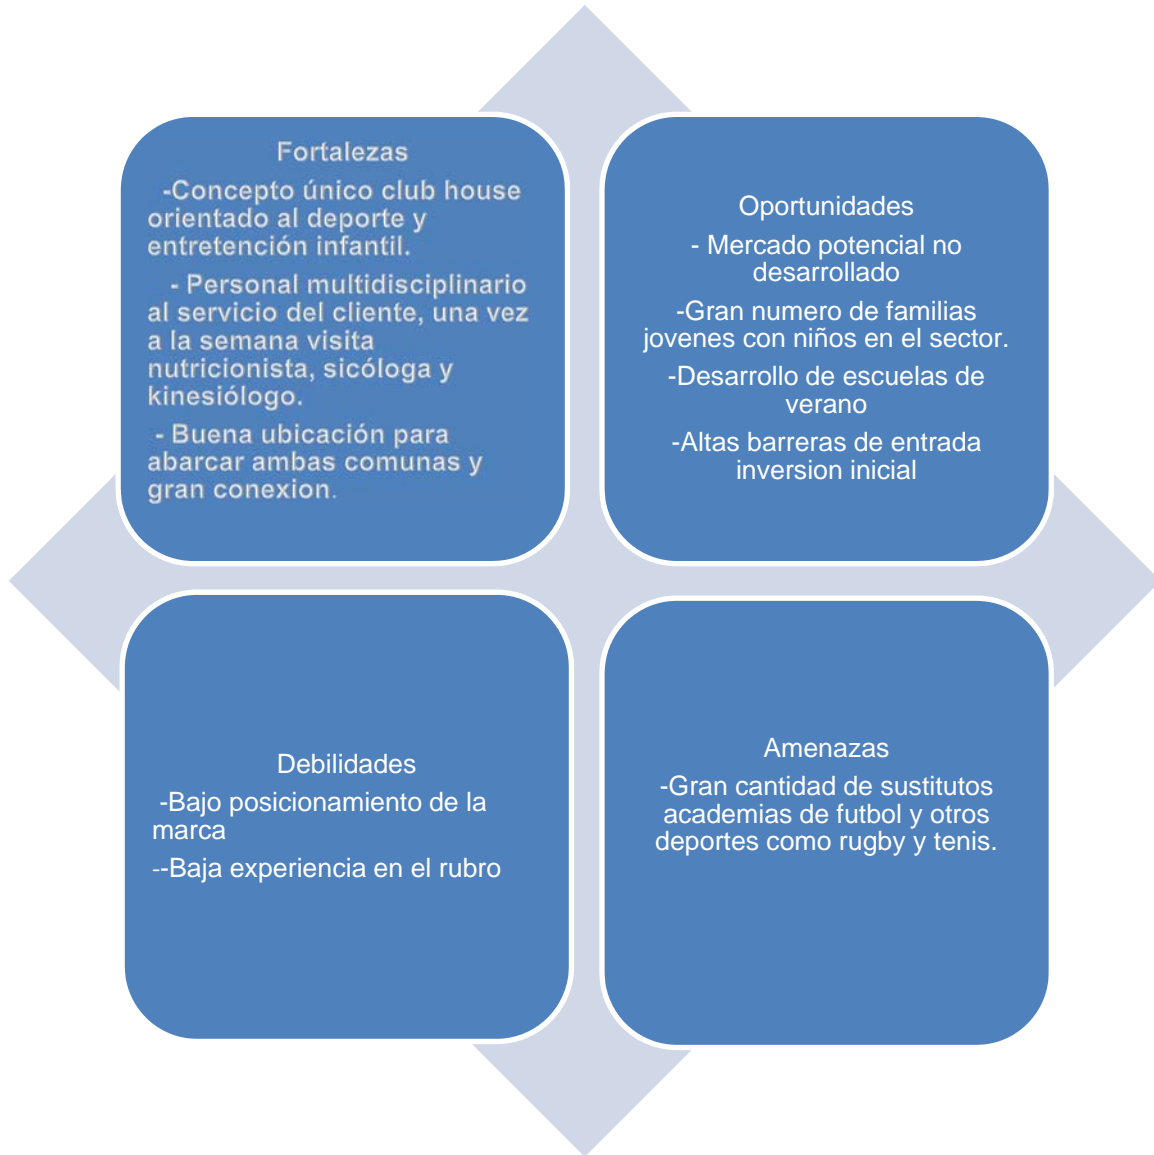 Fortalezas
-Concepto único club house
orientado al deporte y
entretención infantil.
- Personal multidisciplinario
al servicio del cliente, una vez
a la semana visita
nutricionista, sicóloga y
kinesiólogo.
- Buena ubicación para
abarcar ambas comunas y
gran conexion.
Oportunidades
- Mercado potencial no
desarrollado
-Gran numero de familias
jovenes con niños en el sector.
-Desarrollo de escuelas de
verano
-Altas barreras de entrada
inversion inicial
Debilidades
-Bajo posicionamiento de la
marca
--Baja experiencia en el rubro
Amenazas
-Gran cantidad de sustitutos
academias de futbol y otros
deportes como rugby y tenis.